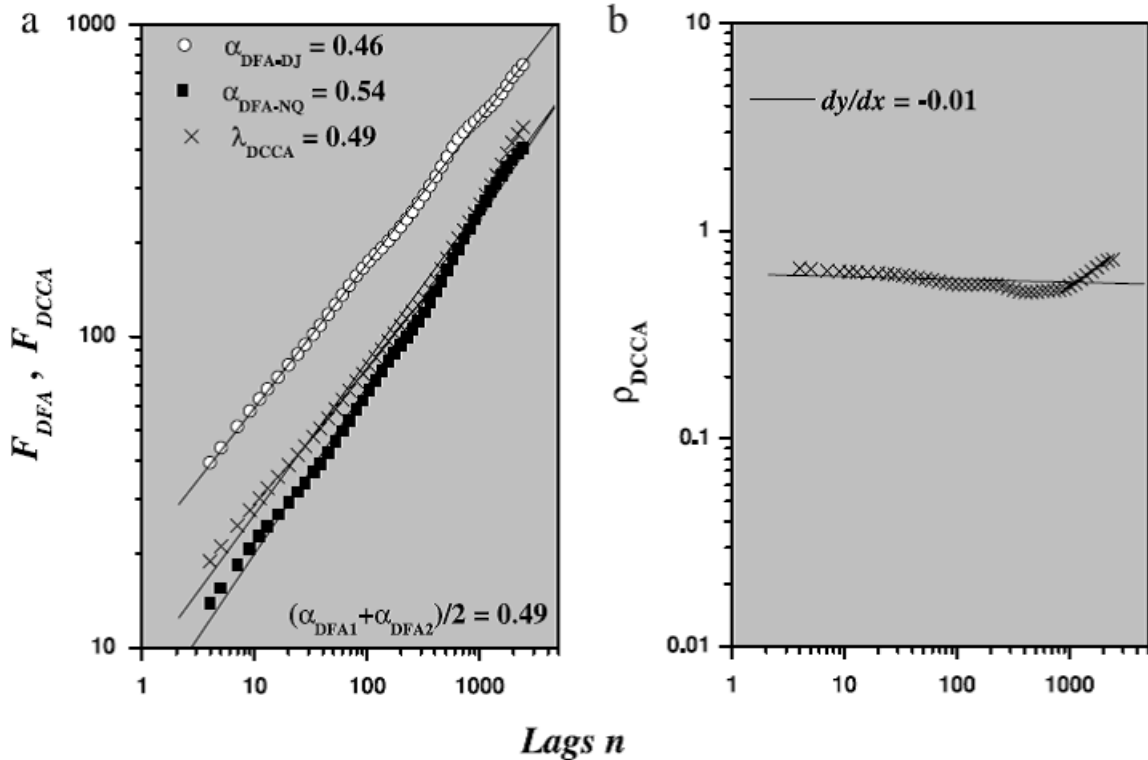 a
1000
100
10
1
10
100
1000
F_DFA , F_DCCA
α_DFA-DJ = 0.46
α_DFA-NQ = 0.54
λ_DCCA = 0.49
(α_DFA1+α_DFA2)/2 = 0.49
b
10
1
0.1
0.01
1
10
100
1000
ρ_DCCA
dy/dx = -0.01
Lags n